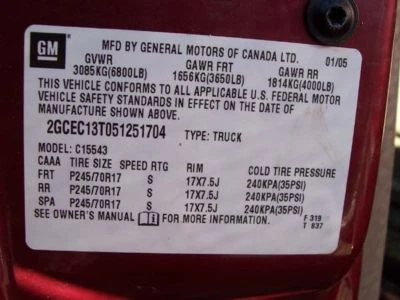 GM
MFD BY GENERAL MOTORS OF CANADA LTD. 01/05
GVWR GAWR FRT GAWR RR
3085KG(6800LB) 1656KG(3650LB) 1814KG(4000LB)
THIS VEHICLE CONFORMS TO ALL APPLICABLE U.S. FEDERAL MOTOR
VEHICLE SAFETY STANDARDS IN EFFECT ON THE DATE OF
MANUFACTURE SHOWN ABOVE.
2GCEC13T051251704 TYPE: TRUCK
MODEL: C15543
CAAA TIRE SIZE SPEED RTG RIM COLD TIRE PRESSURE
FRT P245/70R17 S 17X7.5J 240KPA(35PSI)
RR P245/70R17 S 17X7.5J 240KPA(35PSI)
SPA P245/70R17 S 17X7.5J 240KPA(35PSI)
SEE OWNER'S MANUAL FOR MORE INFORMATION. F 319
T 837